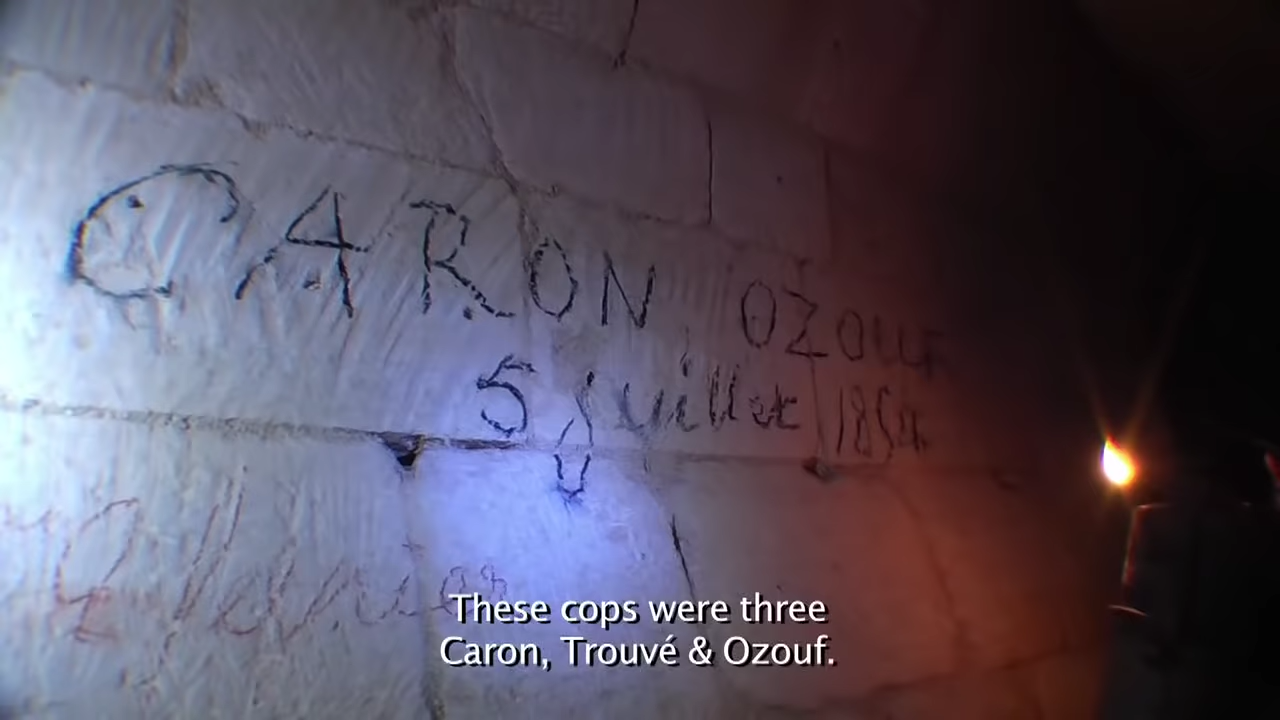 CARON OZOUF
5 Juillet 1854
These cops were three
Caron, Trouvé & Ozouf.